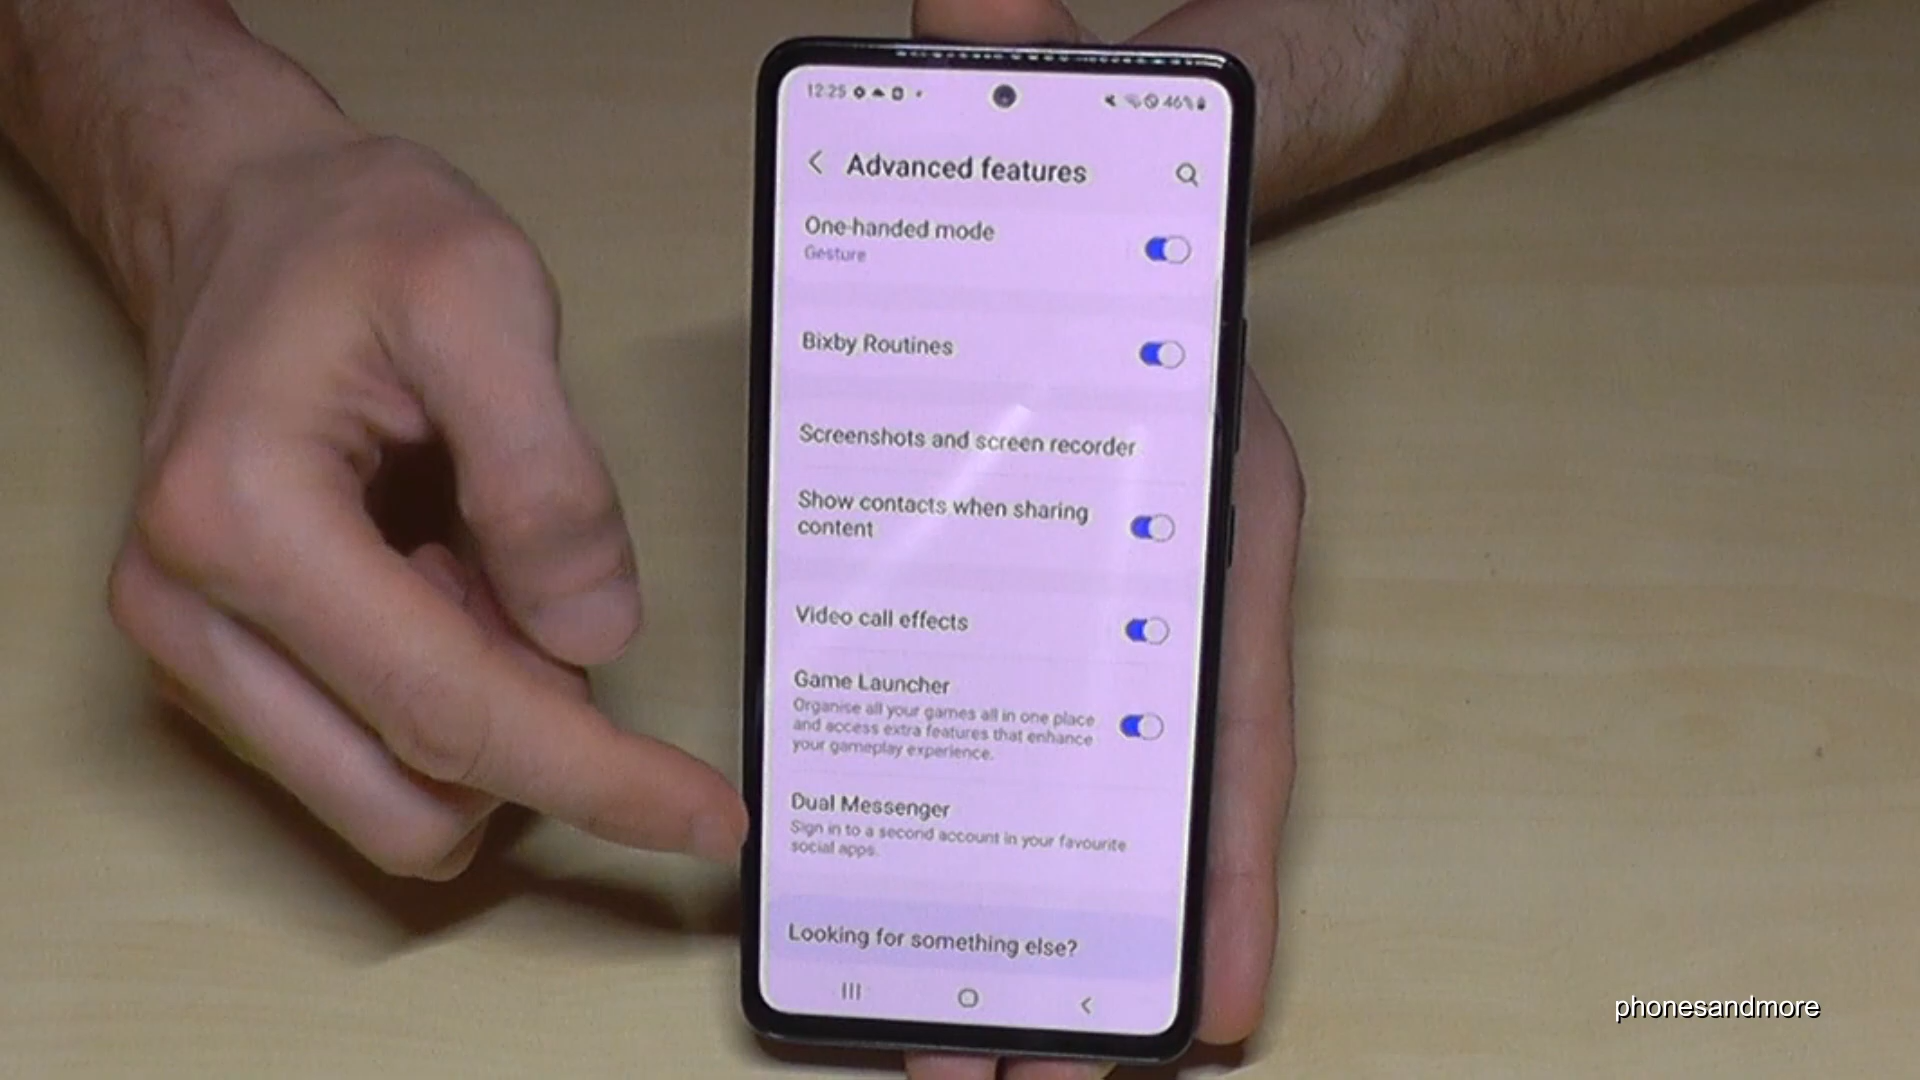 12:25
46%
Advanced features
One-handed mode
Gesture
Bixby Routines
Screenshots and screen recorder
Show contacts when sharing
content
Video call effects
Game Launcher
Organise all your games all in one place
and access extra features that enhance
your gameplay experience.
Dual Messenger
Sign in to a second account in your favourite
social apps.
Looking for something else?
phonesandmore